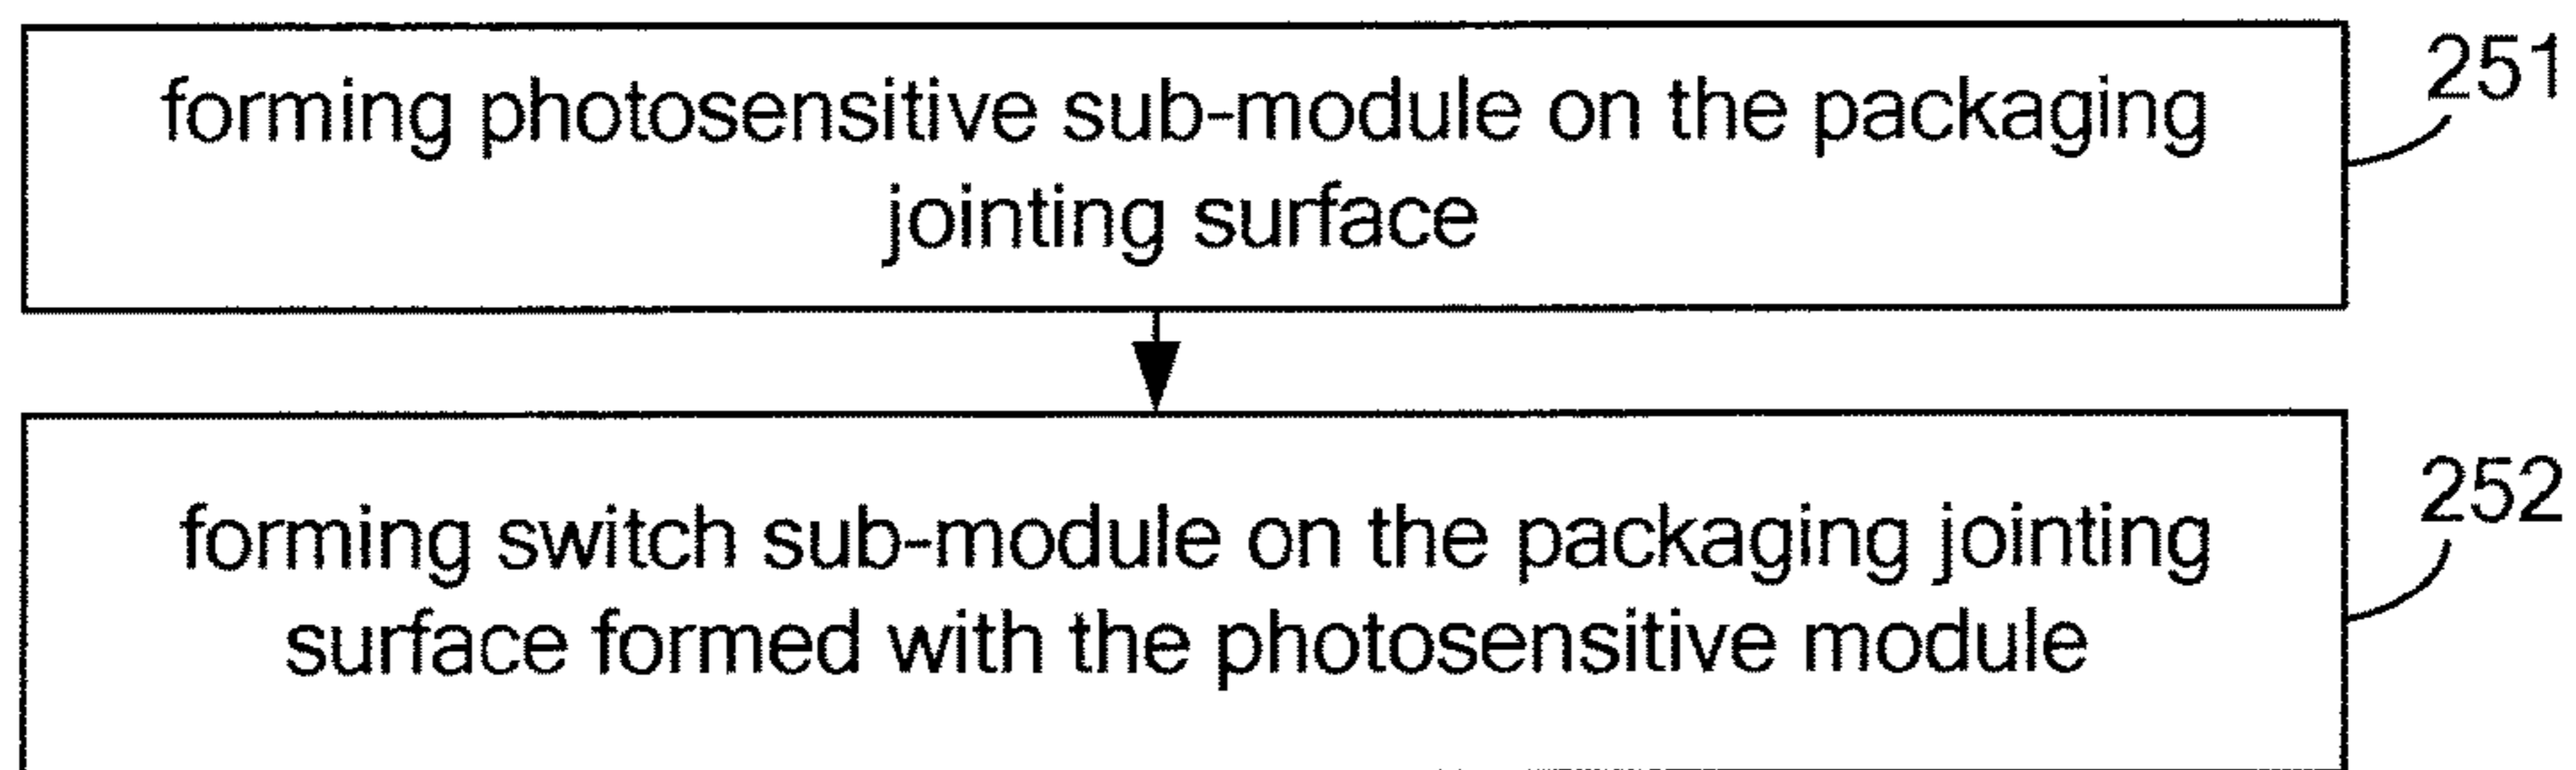 forming photosensitive sub-module on the packaging
jointing surface
251
forming switch sub-module on the packaging jointing
surface formed with the photosensitive module
252